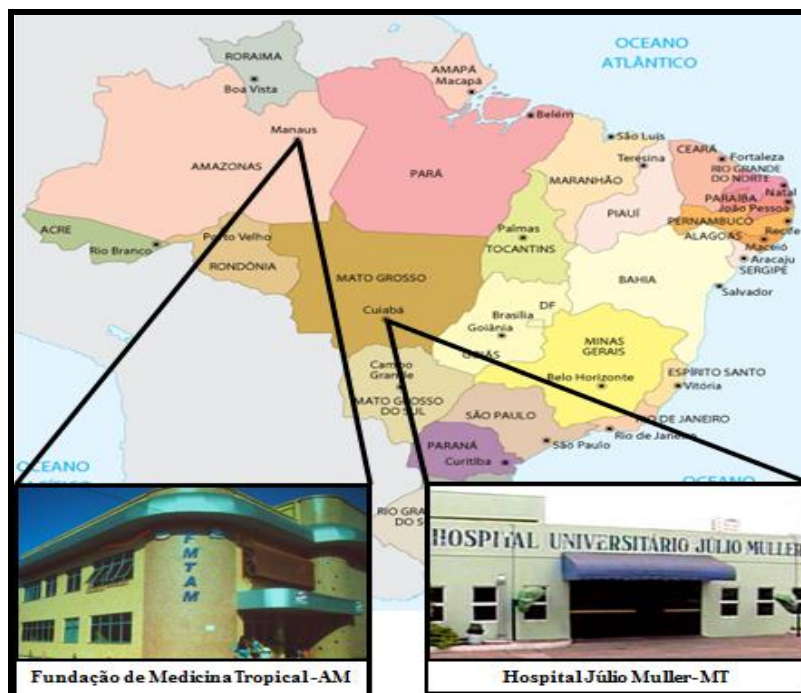 OCEANO
ATLÂNTICO
RORAIMA
Boa Vista
AMAPÁ
Macapá
Manaus
Belém
São Luís
AMAZONAS
PARÁ
MARANHÃO
Teresina
CEARÁ
Fortaleza
RIO GRANDE
DO NORTE
Natal
PARAÍBA
João Pessoa
PIAUÍ
PERNAMBUCO
Recife
ALAGOAS
Maceió
Aracaju
SERGIPE
ACRE
Rio Branco
Porto Velho
RONDÔNIA
Palmas
TOCANTINS
MATO GROSSO
BAHIA
Salvador
Cuiabá
DF
Brasília
Goiânia
GOIÁS
MINAS
GERAIS
Belo Horizonte
ESPÍRITO SANTO
Vitória
Campo
Grande
MATO GROSSO
DO SUL
SÃO PAULO
São Paulo
RIO DE JANEIRO
Rio de Janeiro
PARANÁ
Curitiba
OCEANO
OCEANO
RIO GRA
DO S
FMTAM
HOSPITAL UNIVERSITÁRIO JÚLIO MULLER
Fundação de Medicina Tropical-AM
Hospital Júlio Muller-MT